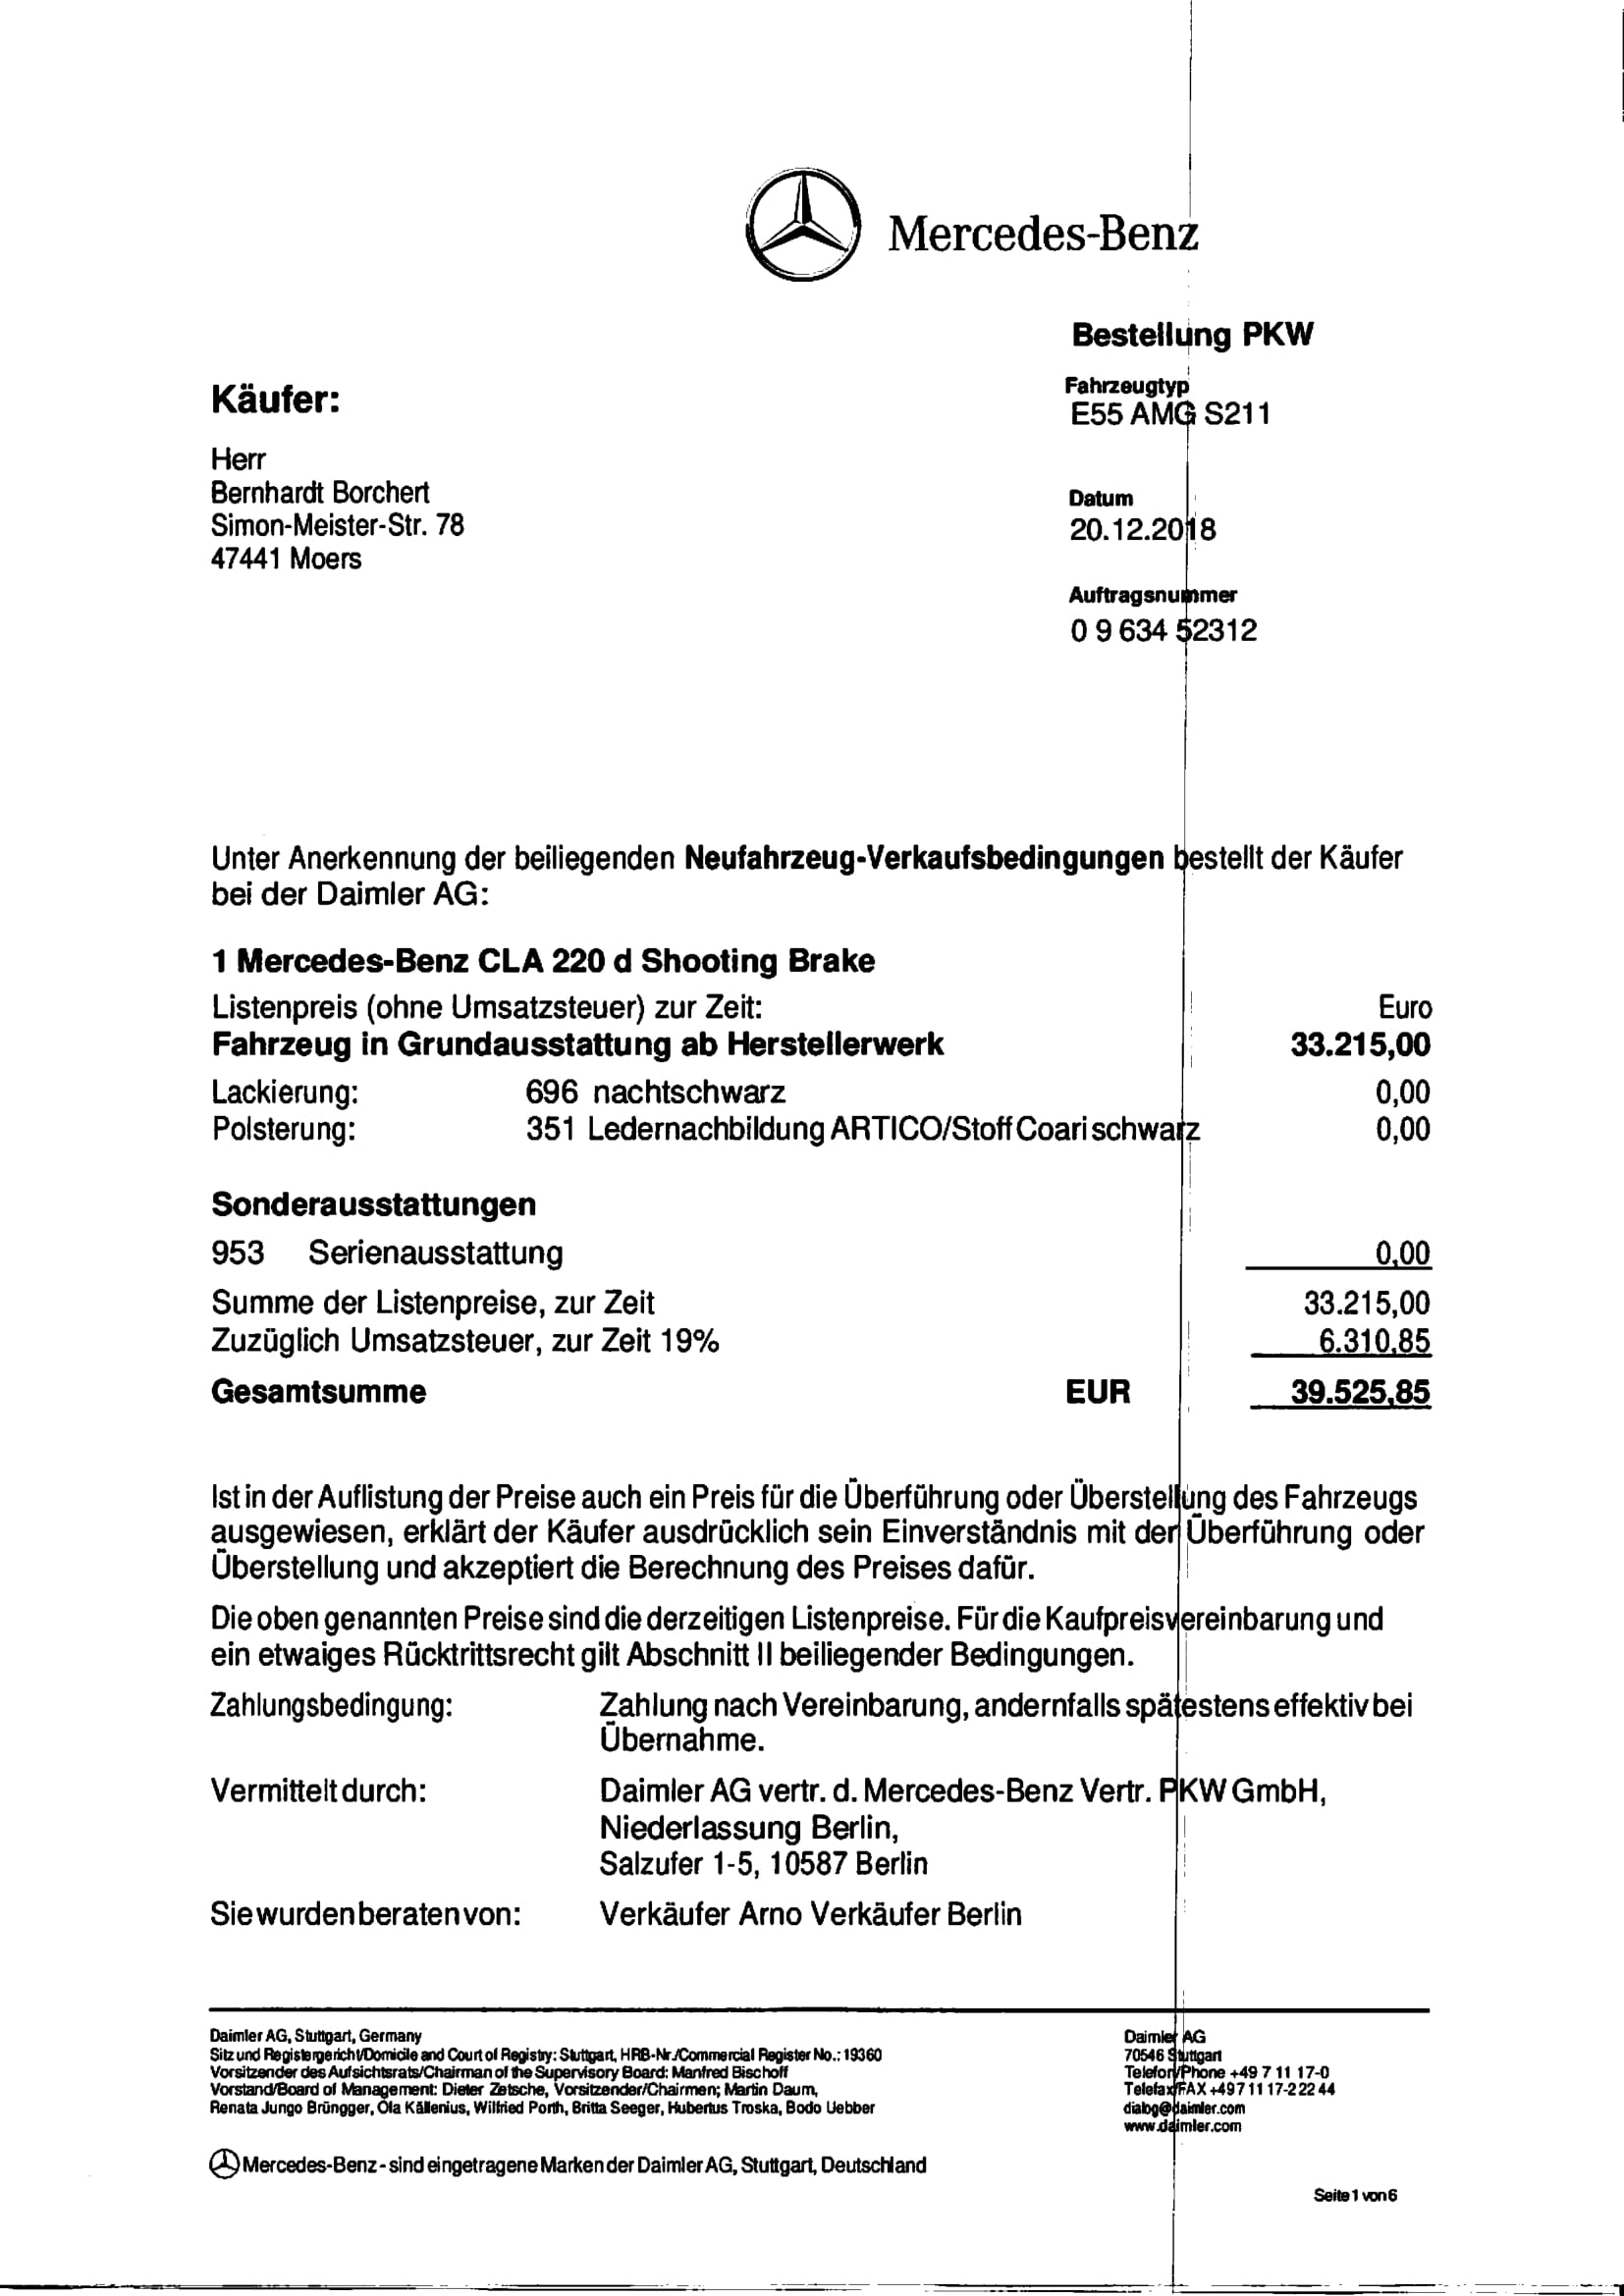 Mercedes-Benz
Bestellung PKW
Käufer:
Fahrzeugtyp
E55 AMG S211
Herr
Bernhardt Borchert
Simon-Meister-Str. 78
47441 Moers
Datum
20.12.2018
Auftragsnummer
0 9 634 52312
Unter Anerkennung der beiliegenden Neufahrzeug-Verkaufsbedingungen bestellt der Käufer
bei der Daimler AG:
1 Mercedes-Benz CLA 220 d Shooting Brake
Listenpreis (ohne Umsatzsteuer) zur Zeit: Euro
Fahrzeug in Grundausstattung ab Herstellerwerk 33.215,00
Lackierung: 696 nachtschwarz 0,00
Polsterung: 351 Ledernachbildung ARTICO/Stoff Coari schwarz 0,00
Sonderausstattungen
953 Serienausstattung 0,00
Summe der Listenpreise, zur Zeit 33.215,00
Zuzüglich Umsatzsteuer, zur Zeit 19% 6.310,85
Gesamtsumme EUR 39.525,85
Ist in der Auflistung der Preise auch ein Preis für die Überführung oder Überstellung des Fahrzeugs
ausgewiesen, erklärt der Käufer ausdrücklich sein Einverständnis mit der Überführung oder
Überstellung und akzeptiert die Berechnung des Preises dafür.
Die oben genannten Preise sind die derzeitigen Listenpreise. Für die Kaufpreisvereinbarung und
ein etwaiges Rücktrittsrecht gilt Abschnitt II beiliegender Bedingungen.
Zahlungsbedingung: Zahlung nach Vereinbarung, andernfalls spätestens effektiv bei
Übernahme.
Vermittelt durch: Daimler AG vertr. d. Mercedes-Benz Vertr. PKW GmbH,
Niederlassung Berlin,
Salzufer 1-5, 10587 Berlin
Sie wurden beraten von: Verkäufer Arno Verkäufer Berlin
Daimler AG, Stuttgart, Germany
Sitz und Registergericht/Domicile and Court of Registry: Stuttgart, HRB-Nr./Commercial Register No.: 19360
Vorsitzender des Aufsichtsrats/Chairman of the Supervisory Board: Manfred Bischoff
Vorstand/Board of Management: Dieter Zetsche, Vorsitzender/Chairmen; Martin Daum,
Renata Jungo Brüngger, Ola Källenius, Wilfried Porth, Britta Seeger, Hubertus Troska, Bodo Uebber
Daimler AG
70546 Stuttgart
Telefon/Phone +49 7 11 17-0
Telefax/FAX +49 7 11 17-2 22 44
dialog@daimler.com
www.daimler.com
Mercedes-Benz - sind eingetragene Marken der Daimler AG, Stuttgart, Deutschland
Seite 1 von 6